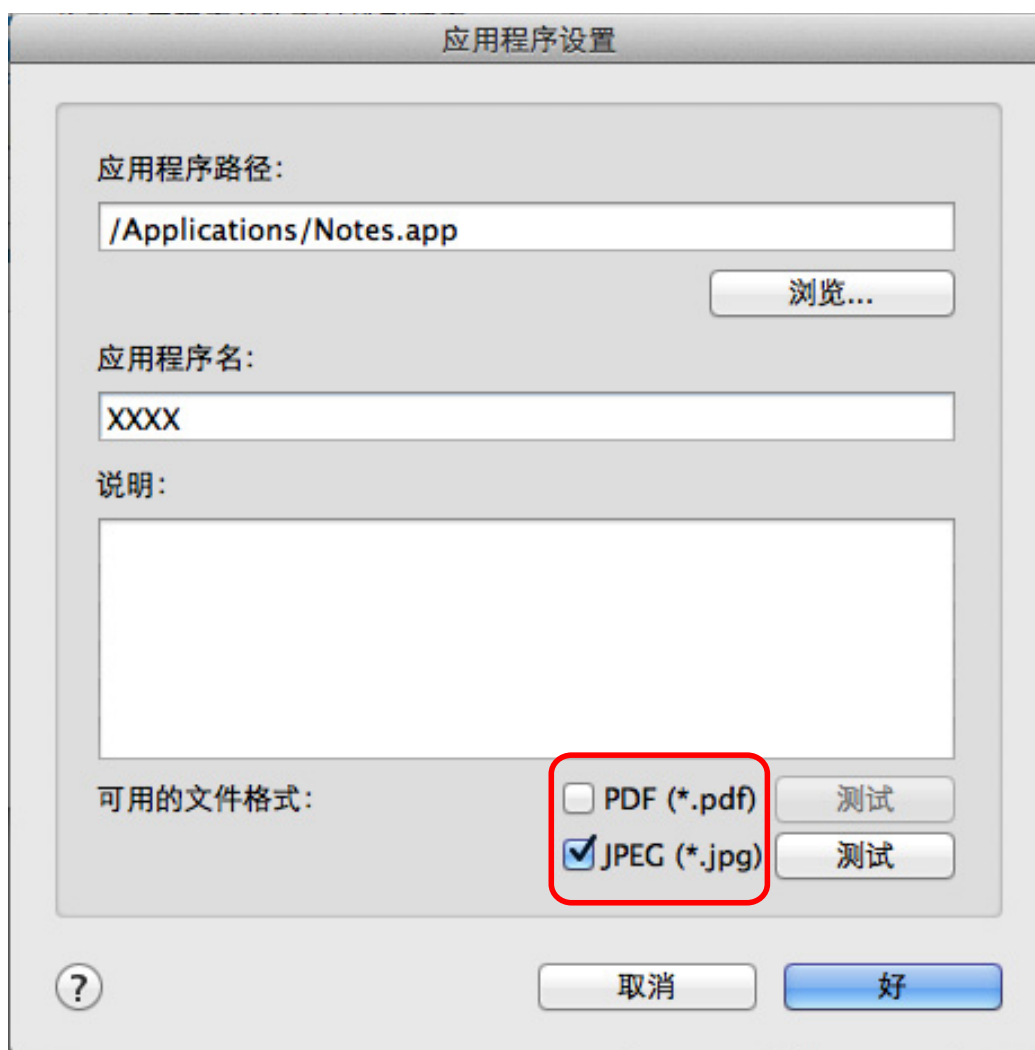 应用程序设置
应用程序路径:
/Applications/Notes.app
浏览...
应用程序名:
XXXX
说明:
可用的文件格式: PDF (*.pdf) 测试
JPEG (*.jpg) 测试
? 取消 好